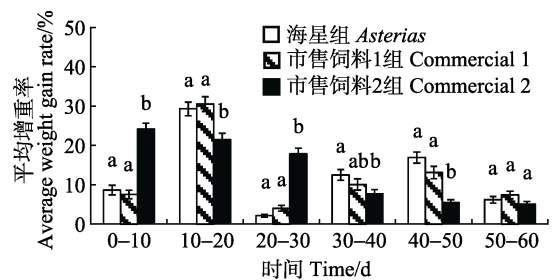 海星组 Asterias
市售饲料1组 Commercial 1
市售饲料2组 Commercial 2
平均增重率
Average weight gain rate/%
50
40
30
20
10
0
a a b
a a b
a a b
a ab b
a a b
a a a
0–10 10–20 20–30 30–40 40–50 50–60
时间 Time/d